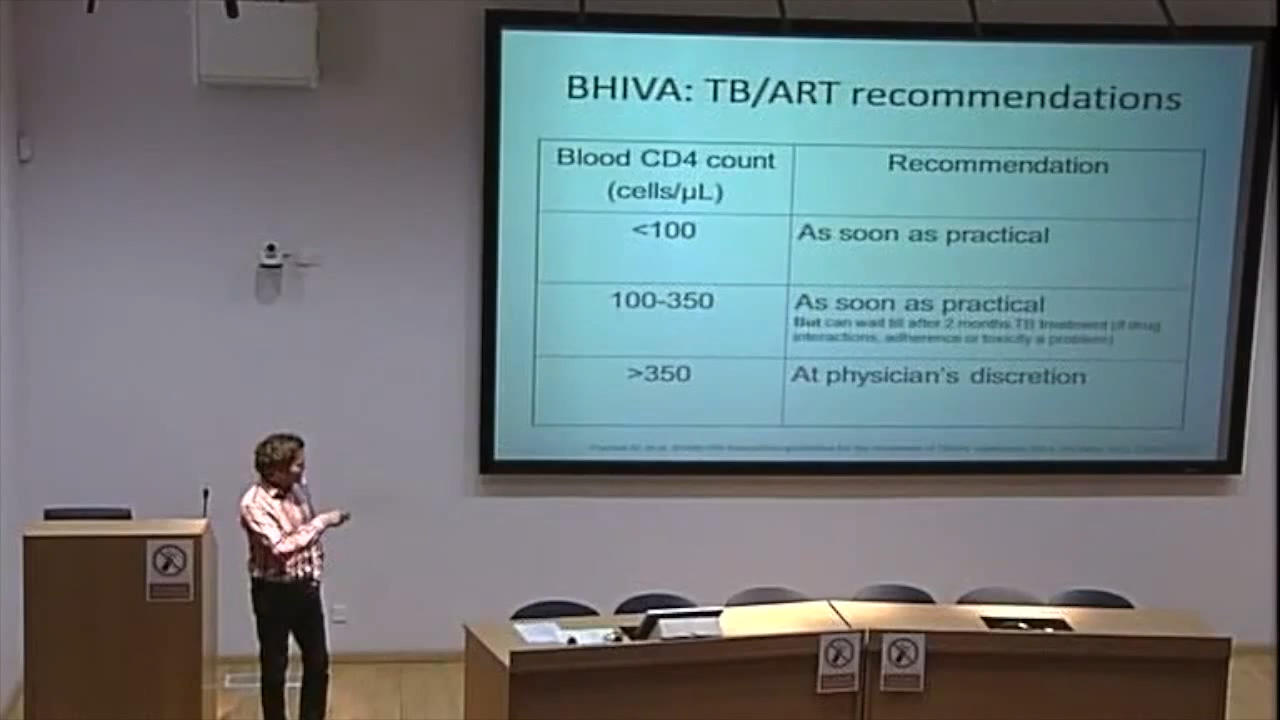 BHIVA: TB/ART recommendations
Blood CD4 count
(cells/µL)
Recommendation
<100
As soon as practical
100-350
As soon as practical
But can wait till after 2 months TB treatment (if drug
interactions, adherence or toxicity a problem)
>350
At physician's discretion